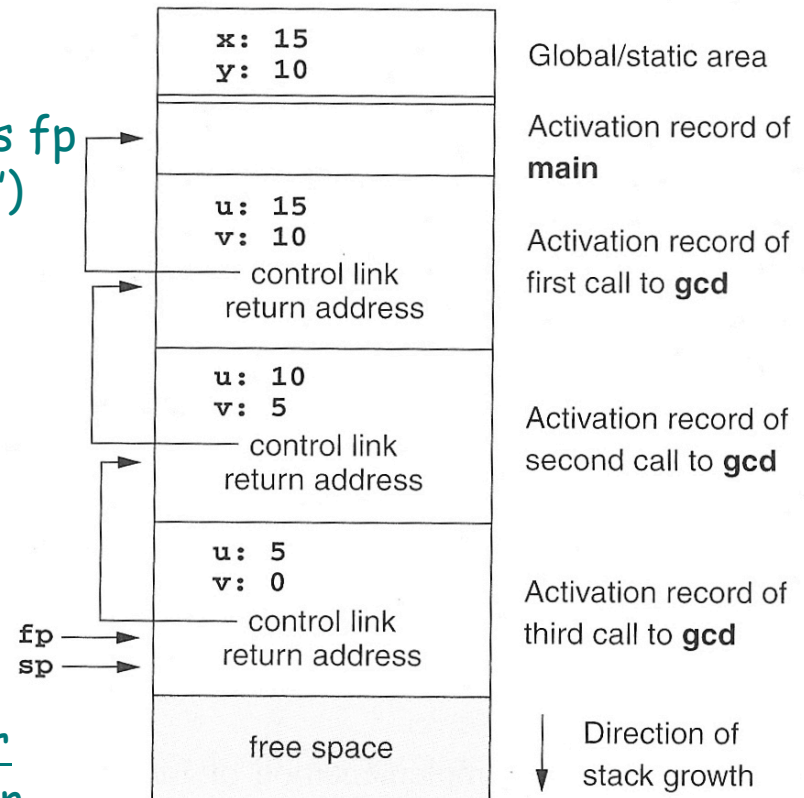 x: 15
y: 10
Global/static area
s fp
")
Activation record of
main
u: 15
v: 10
control link
return address
Activation record of
first call to gcd
u: 10
v: 5
control link
return address
Activation record of
second call to gcd
u: 5
v: 0
control link
return address
Activation record of
third call to gcd
fp
sp
free space
Direction of
stack growth